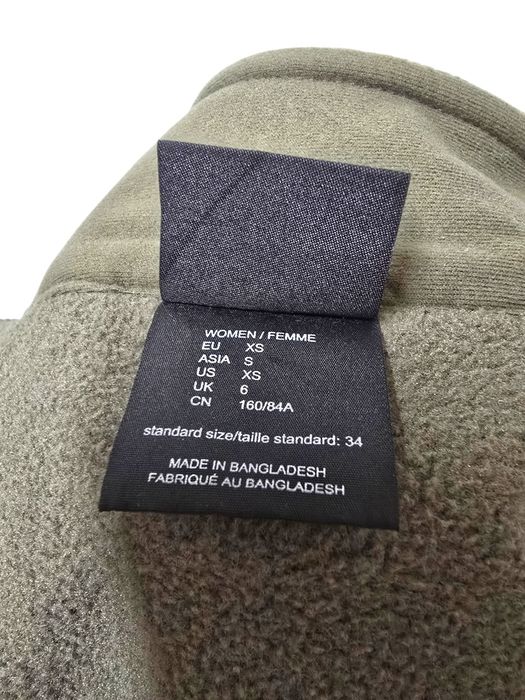 WOMEN / FEMME
EU XS
ASIA S
US XS
UK 6
CN 160/84A
standard size/taille standard: 34
MADE IN BANGLADESH
FABRIQUÉ AU BANGLADESH